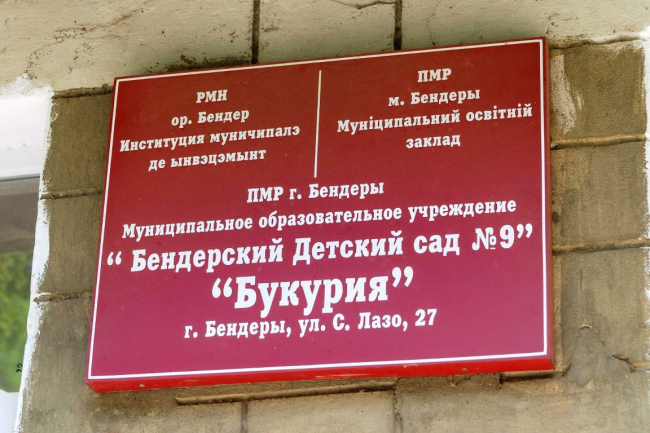 РМН
ор. Бендер
Институция муничипалэ
де ынвэцэмынт
ПМР
м. Бендеры
Муніципальний освітній
заклад
ПМР г. Бендеры
Муниципальное образовательное учреждение
“ Бендерский Детский сад №9”
“Букурия”
г. Бендеры, ул. С. Лазо, 27